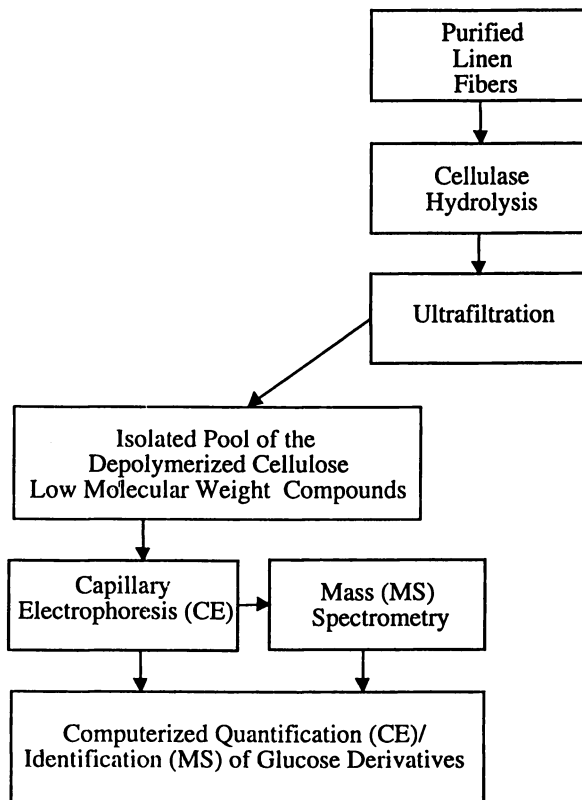 Purified
Linen
Fibers
Cellulase
Hydrolysis
Ultrafiltration
Isolated Pool of the
Depolymerized Cellulose
Low Molecular Weight Compounds
Capillary
Electrophoresis (CE)
Mass (MS)
Spectrometry
Computerized Quantification (CE)/
Identification (MS) of Glucose Derivatives